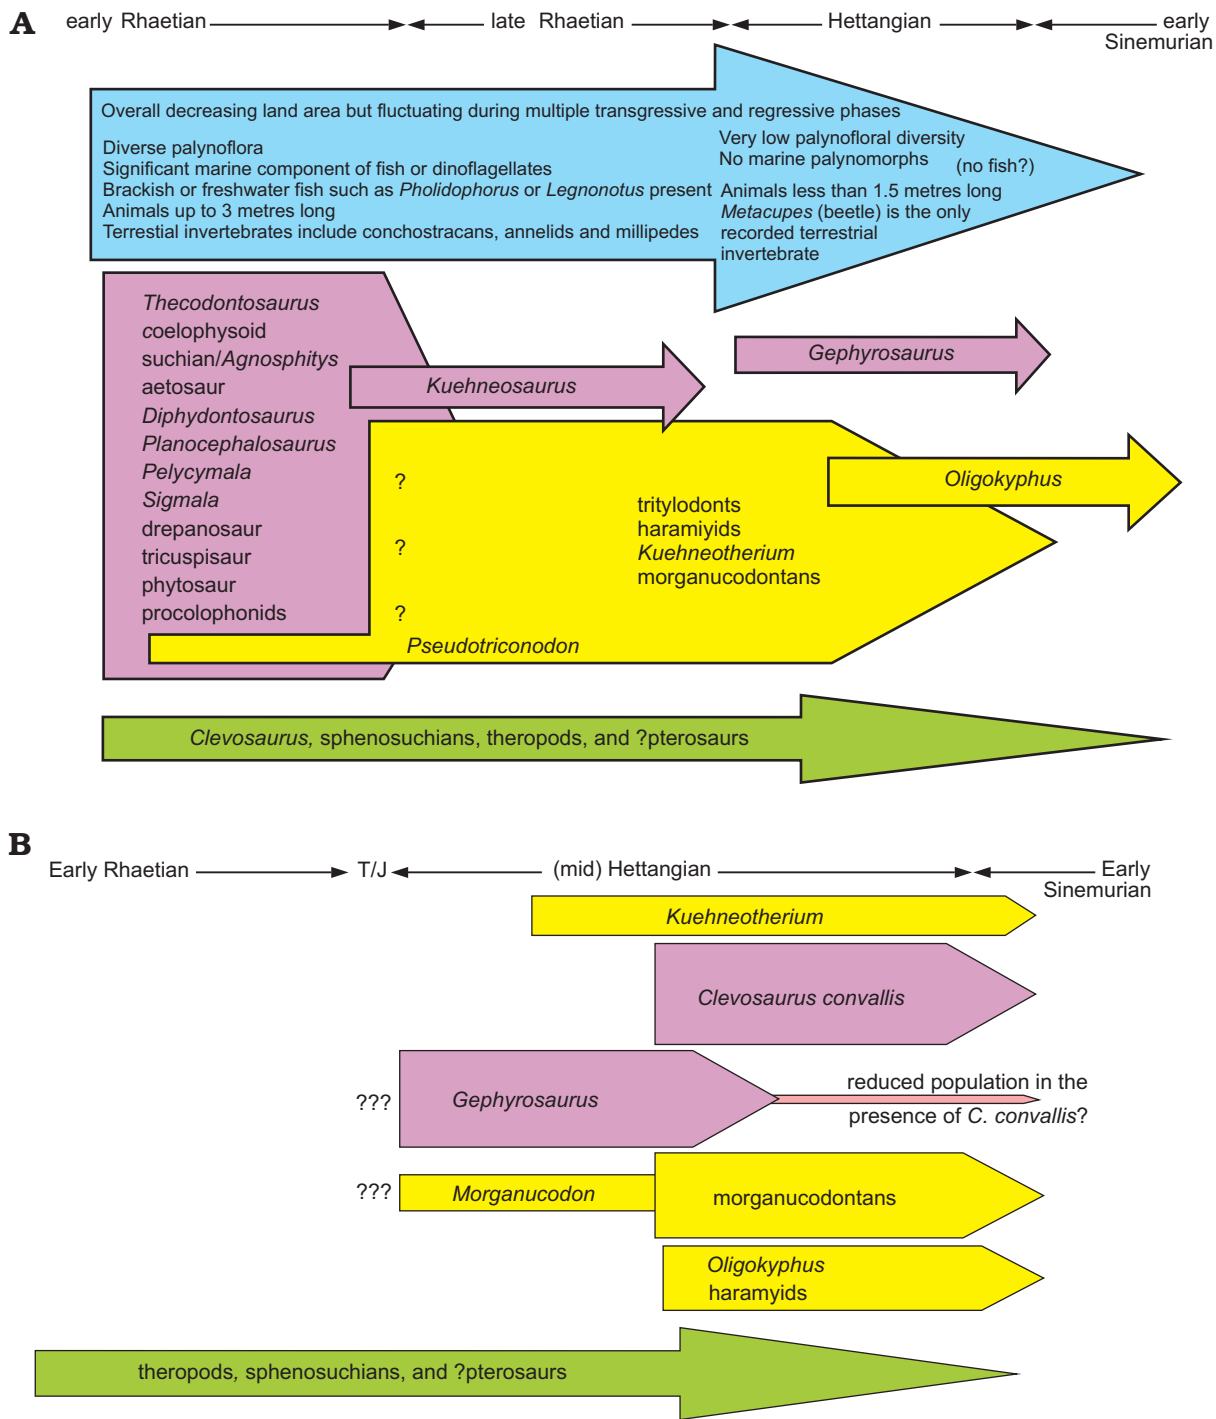 A
early Rhaetian late Rhaetian Hettangian early
Sinemurian
Overall decreasing land area but fluctuating during multiple transgressive and regressive phases
Diverse palynoflora
Significant marine component of fish or dinoflagellates
Brackish or freshwater fish such as Pholidophorus or Legnonotus present
Animals up to 3 metres long
Terrestial invertebrates include conchostracans, annelids and millipedes
Very low palynofloral diversity
No marine palynomorphs (no fish?)
Animals less than 1.5 metres long
Metacupes (beetle) is the only
recorded terrestrial
invertebrate
Thecodontosaurus
coelophysoid
suchian/Agnosphitys
aetosaur
Diphydontosaurus
Planocephalosaurus
Pelycymala
Sigmala
drepanosaur
tricuspisaur
phytosaur
procolophonids
Kuehneosaurus
Gephyrosaurus
Oligokyphus
?
?
?
tritylodonts
haramiyids
Kuehneotherium
morganucodontans
Pseudotriconodon
Clevosaurus, sphenosuchians, theropods, and ?pterosaurs
B
Early Rhaetian T/J (mid) Hettangian Early
Sinemurian
Kuehneotherium
Clevosaurus convallis
??? Gephyrosaurus
reduced population in the
presence of C. convallis?
??? Morganucodon morganucodontans
Oligokyphus
haramyids
theropods, sphenosuchians, and ?pterosaurs